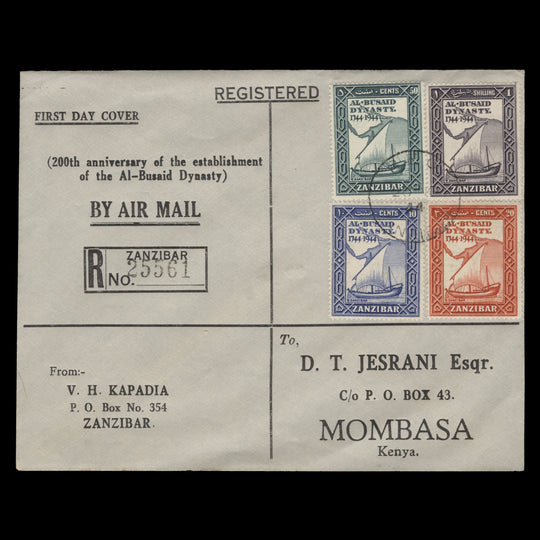 REGISTERED
FIRST DAY COVER
(200th anniversary of the establishment
of the Al-Busaid Dynasty)
BY AIR MAIL
R ZANZIBAR
No. 25561
CENTS 50
AL-BUSAID
DYNASTY.
1744-1944
ZANZIBAR
1 SHILLING
AL-BUSAID
DYNASTY.
1744-1944
ZANZIBAR
CENTS 10
AL-BUSAID
DYNASTY.
1744-1944
ZANZIBAR
CENTS 20
AL-BUSAID
DYNASTY.
1744-1944
ZANZIBAR
From:-
V. H. KAPADIA
P. O. Box No. 354
ZANZIBAR.
To,
D. T. JESRANI Esqr.
C/o P. O. BOX 43.
MOMBASA
Kenya.